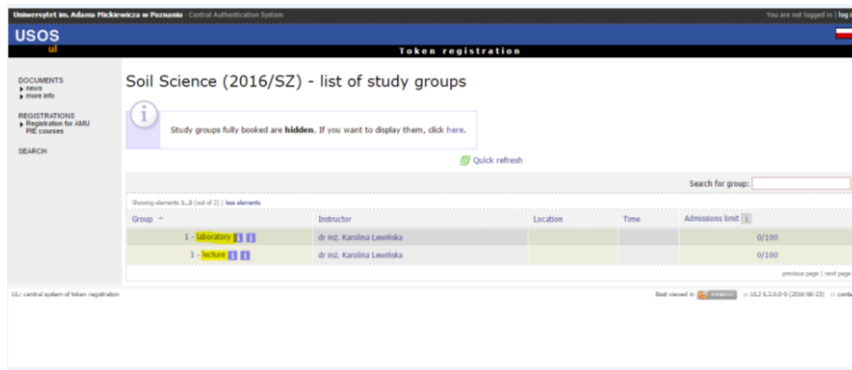 Uniwersytet im. Adama Mickiewicza w Poznaniu - Central Authentication System
You are not logged in | log i
USOS
ul
Token registration
DOCUMENTS
news
more info
REGISTRATIONS
Registration for AMU
PIE courses
SEARCH
Soil Science (2016/SZ) - list of study groups
Study groups fully booked are hidden. If you want to display them, click here.
Quick refresh
Search for group:
Showing elements 1..2 (out of 2) | less elements
Group Instructor Location Time Admissions limit
1 - laboratory dr inż. Karolina Lewińska 0/100
1 - lecture dr inż. Karolina Lewińska 0/100
previous page | next page
UL: central system of token registration
Best viewed in :: UL2 6.2.0.0-0 (2016-06-23) :: conta